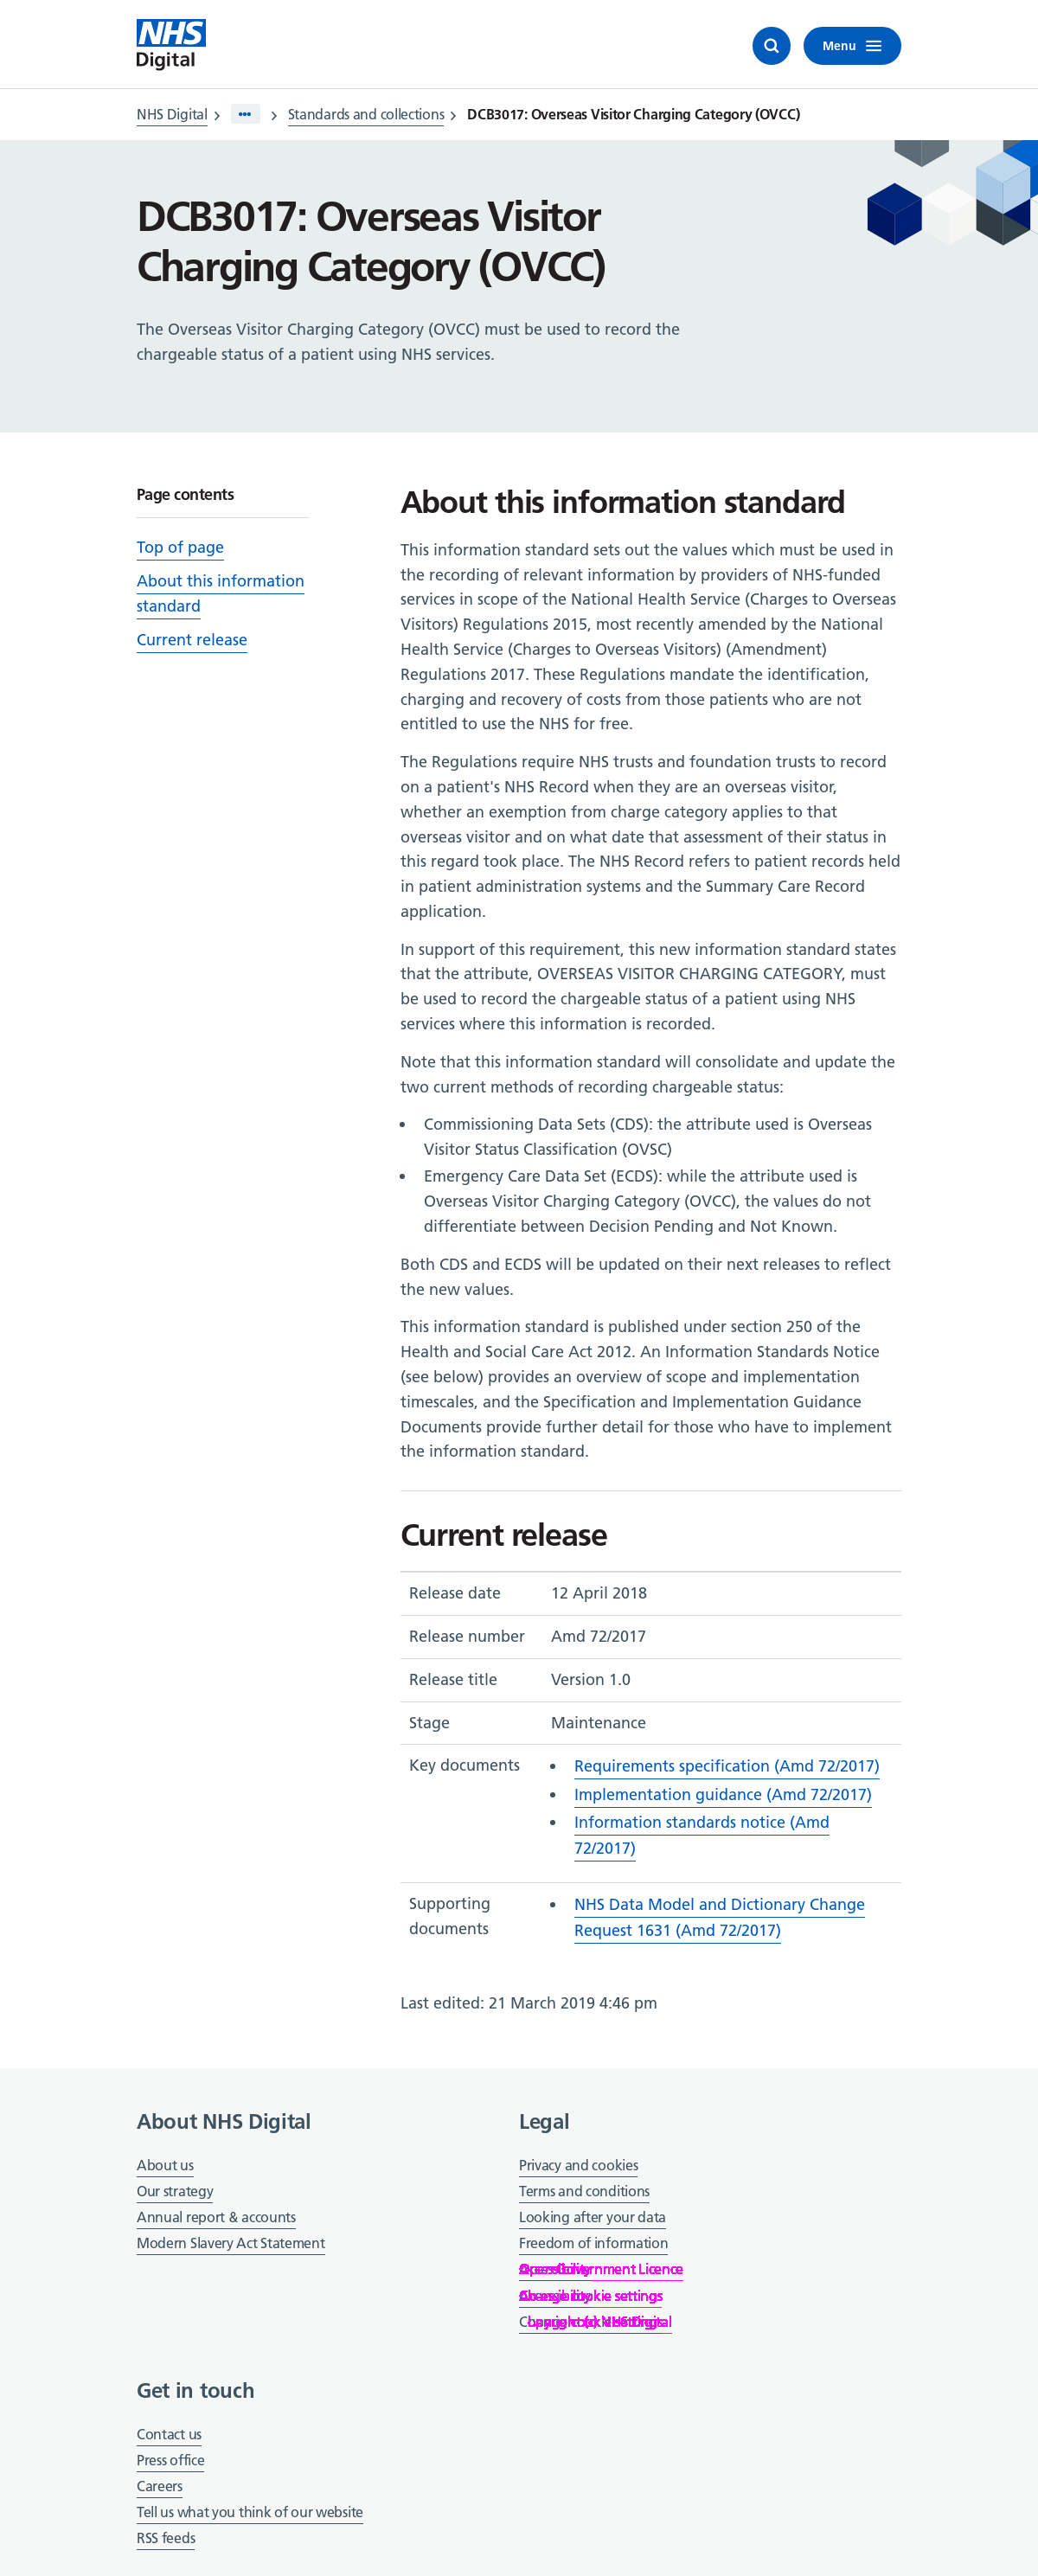 NHS
Digital
Menu
NHS Digital
Standards and collections
DCB3017: Overseas Visitor Charging Category (OVCC)
DCB3017: Overseas Visitor
Charging Category (OVCC)
The Overseas Visitor Charging Category (OVCC) must be used to record the
chargeable status of a patient using NHS services.
Page contents
Top of page
About this information
standard
Current release
About this information standard
This information standard sets out the values which must be used in
the recording of relevant information by providers of NHS-funded
services in scope of the National Health Service (Charges to Overseas
Visitors) Regulations 2015, most recently amended by the National
Health Service (Charges to Overseas Visitors) (Amendment)
Regulations 2017. These Regulations mandate the identification,
charging and recovery of costs from those patients who are not
entitled to use the NHS for free.
The Regulations require NHS trusts and foundation trusts to record
on a patient's NHS Record when they are an overseas visitor,
whether an exemption from charge category applies to that
overseas visitor and on what date that assessment of their status in
this regard took place. The NHS Record refers to patient records held
in patient administration systems and the Summary Care Record
application.
In support of this requirement, this new information standard states
that the attribute, OVERSEAS VISITOR CHARGING CATEGORY, must
be used to record the chargeable status of a patient using NHS
services where this information is recorded.
Note that this information standard will consolidate and update the
two current methods of recording chargeable status:
• Commissioning Data Sets (CDS): the attribute used is Overseas
Visitor Status Classification (OVSC)
• Emergency Care Data Set (ECDS): while the attribute used is
Overseas Visitor Charging Category (OVCC), the values do not
differentiate between Decision Pending and Not Known.
Both CDS and ECDS will be updated on their next releases to reflect
the new values.
This information standard is published under section 250 of the
Health and Social Care Act 2012. An Information Standards Notice
(see below) provides an overview of scope and implementation
timescales, and the Specification and Implementation Guidance
Documents provide further detail for those who have to implement
the information standard.
Current release
Release date 12 April 2018
Release number Amd 72/2017
Release title Version 1.0
Stage Maintenance
Key documents • Requirements specification (Amd 72/2017)
• Implementation guidance (Amd 72/2017)
• Information standards notice (Amd
72/2017)
Supporting
documents
• NHS Data Model and Dictionary Change
Request 1631 (Amd 72/2017)
Last edited: 21 March 2019 4:46 pm
About NHS Digital
About us
Our strategy
Annual report & accounts
Modern Slavery Act Statement
Legal
Privacy and cookies
Terms and conditions
Looking after your data
Freedom of information
Licence
cookie settings
NHS Digital
Get in touch
Contact us
Press office
Careers
Tell us what you think of our website
RSS feeds